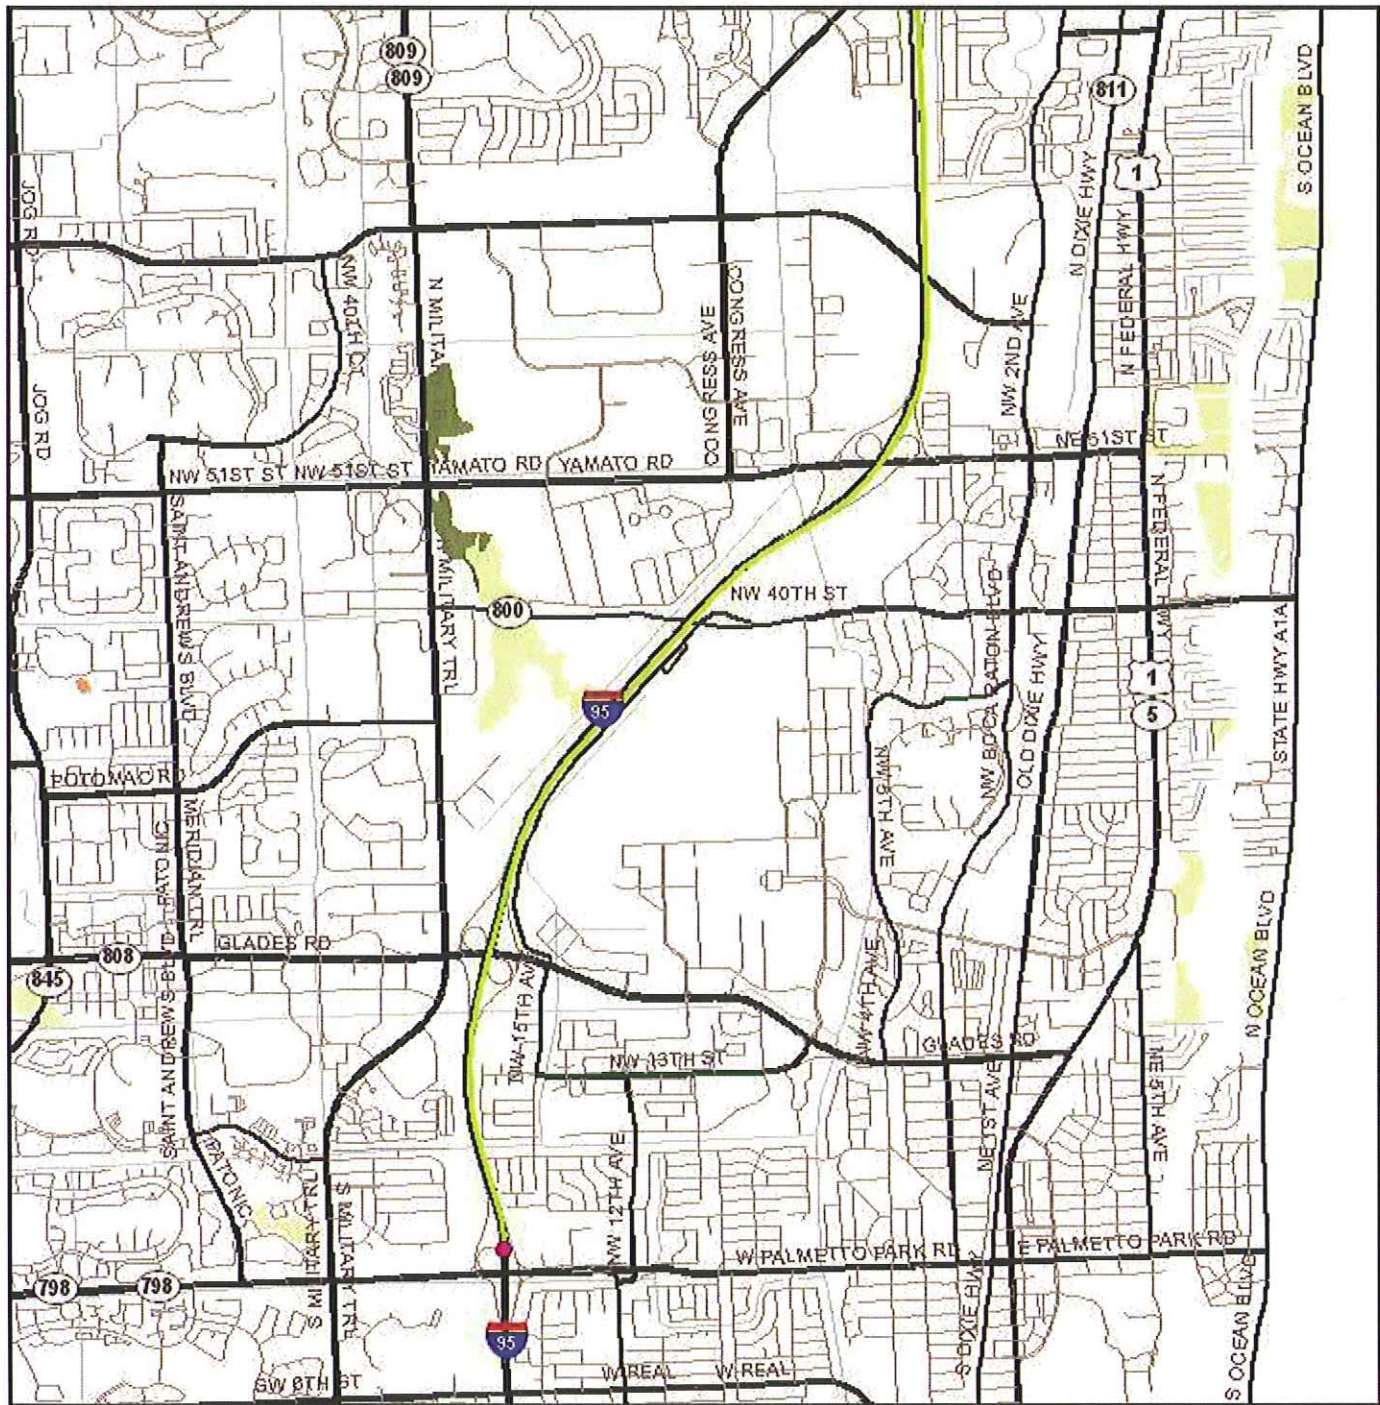 809
809
811
S OCEAN BLVD
1
JOG RD
N DIXIE HWY
N FEDERAL HWY
NW 40TH CT
N MILITA
CONGRESS AVE
CONGRESS AVE
NW 2ND AVE
JOG RD
NE 51ST ST
NW 51ST ST
NW 51ST ST
YAMATO RD
YAMATO RD
SAINT ANDREWS BLVD
N FEDERAL HWY
MILITARY TRL
800
NW 40TH ST
NW BOCA RATON BLVD
OLD DIXIE HWY
STATE HWY A1A
1
5
95
POTOMAC RD
NW 5TH AVE
MERIDIAN TRL
PATONIC
GLADES RD
808
845
SAINT ANDREWS BLVD
NW 15TH AVE
NW 4TH AVE
N OCEAN BLVD
GLADES RD
NW 13TH ST
NE 1ST AVE
NE 5TH AVE
PATONIC
NW 12TH AVE
S MILITARY TRL
S MILITARY TRL
W PALMETTO PARK RD
E PALMETTO PARK RD
798
798
S DIXIE HWY
S OCEAN BLVD
95
W REAL
W REAL
SW 8TH ST